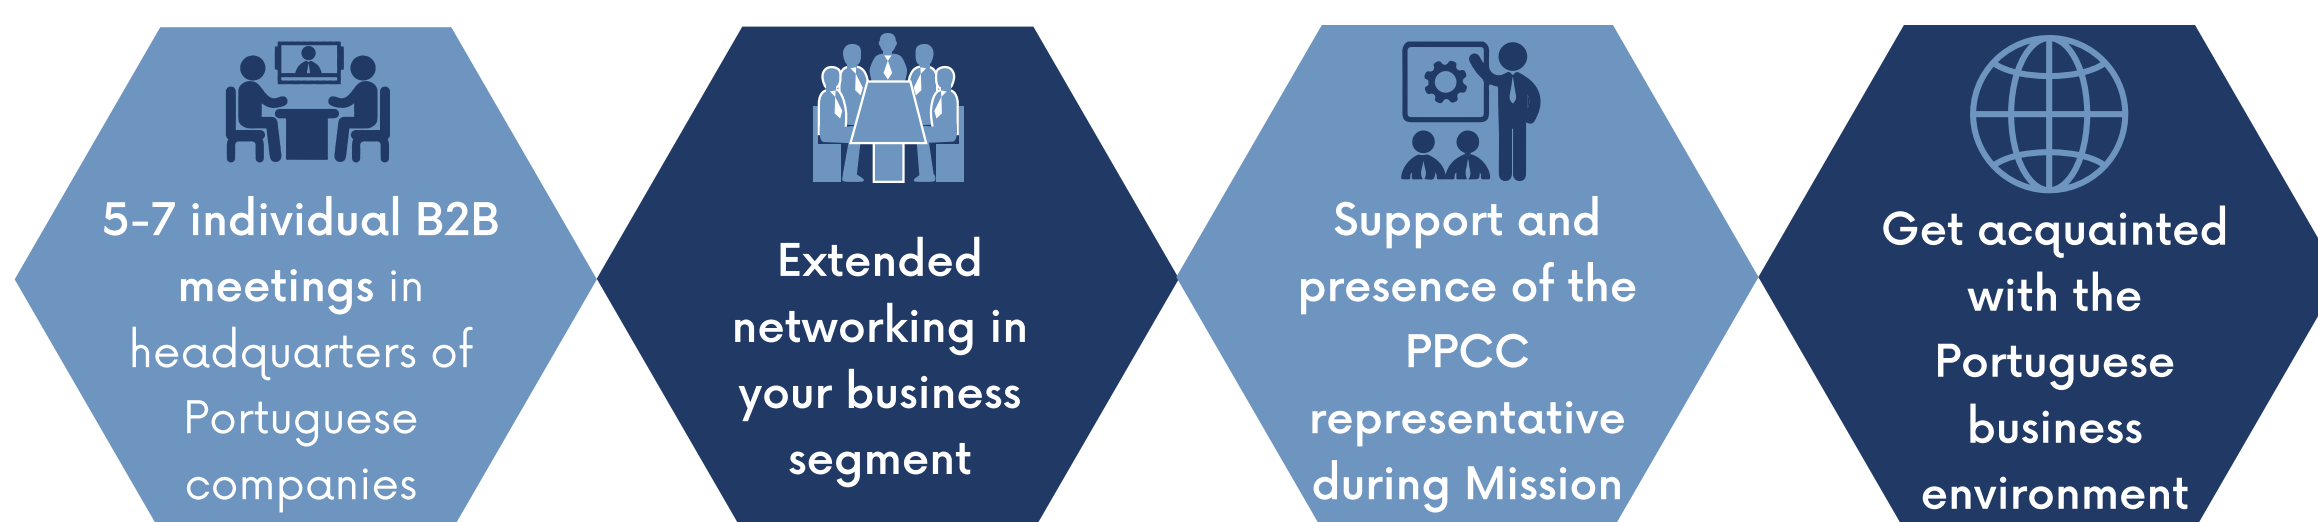 5-7 individual B2B
meetings in
headquarters of
Portuguese
companies
Extended
networking in
your business
segment
Support and
presence of the
PPCC
representative
during Mission
Get acquainted
with the
Portuguese
business
environment